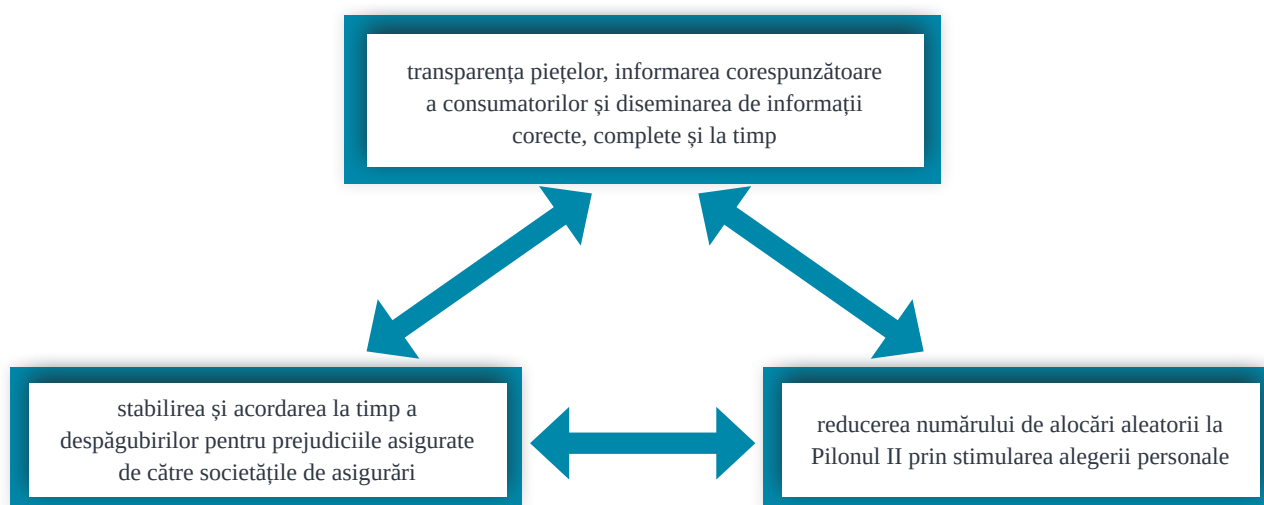 transparența piețelor, informarea corespunzătoare
a consumatorilor și diseminarea de informații
corecte, complete și la timp
stabilirea și acordarea la timp a
despăgubirilor pentru prejudiciile asigurate
de către societățile de asigurări
reducerea numărului de alocări aleatorii la
Pilonul II prin stimularea alegerii personale